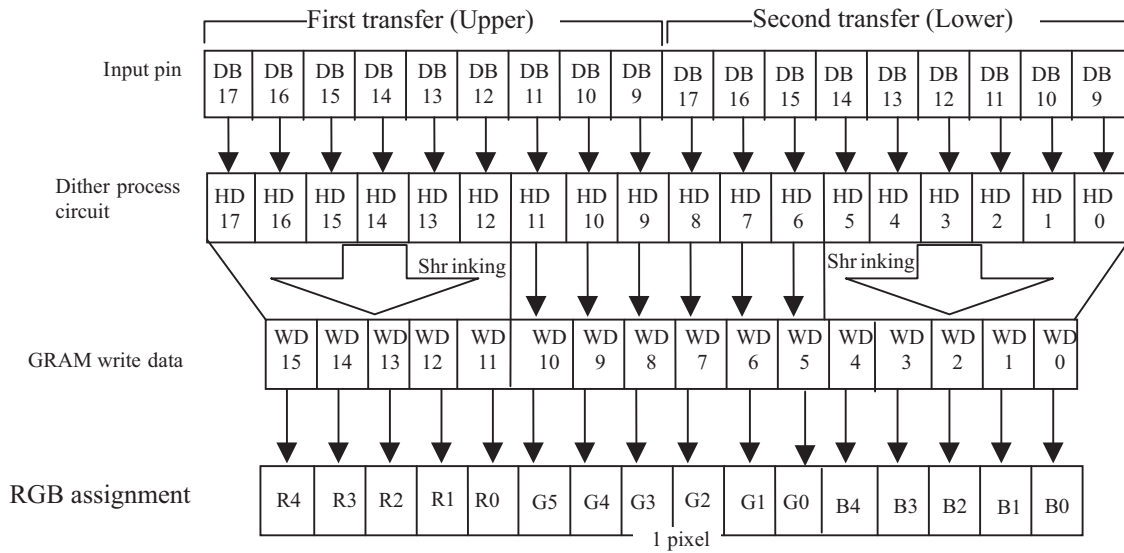 First transfer (Upper) Second transfer (Lower)
Input pin DB DB DB DB DB DB DB DB DB DB DB DB DB DB DB DB DB DB
17 16 15 14 13 12 11 10 9 17 16 15 14 13 12 11 10 9
Dither process circuit HD HD HD HD HD HD HD HD HD HD HD HD HD HD HD HD HD HD
17 16 15 14 13 12 11 10 9 8 7 6 5 4 3 2 1 0
Shr inking Shr inking
GRAM write data WD WD WD WD WD WD WD WD WD WD WD WD WD WD WD WD
15 14 13 12 11 10 9 8 7 6 5 4 3 2 1 0
RGB assignment R4 R3 R2 R1 R0 G5 G4 G3 G2 G1 G0 B4 B3 B2 B1 B0
1 pixel